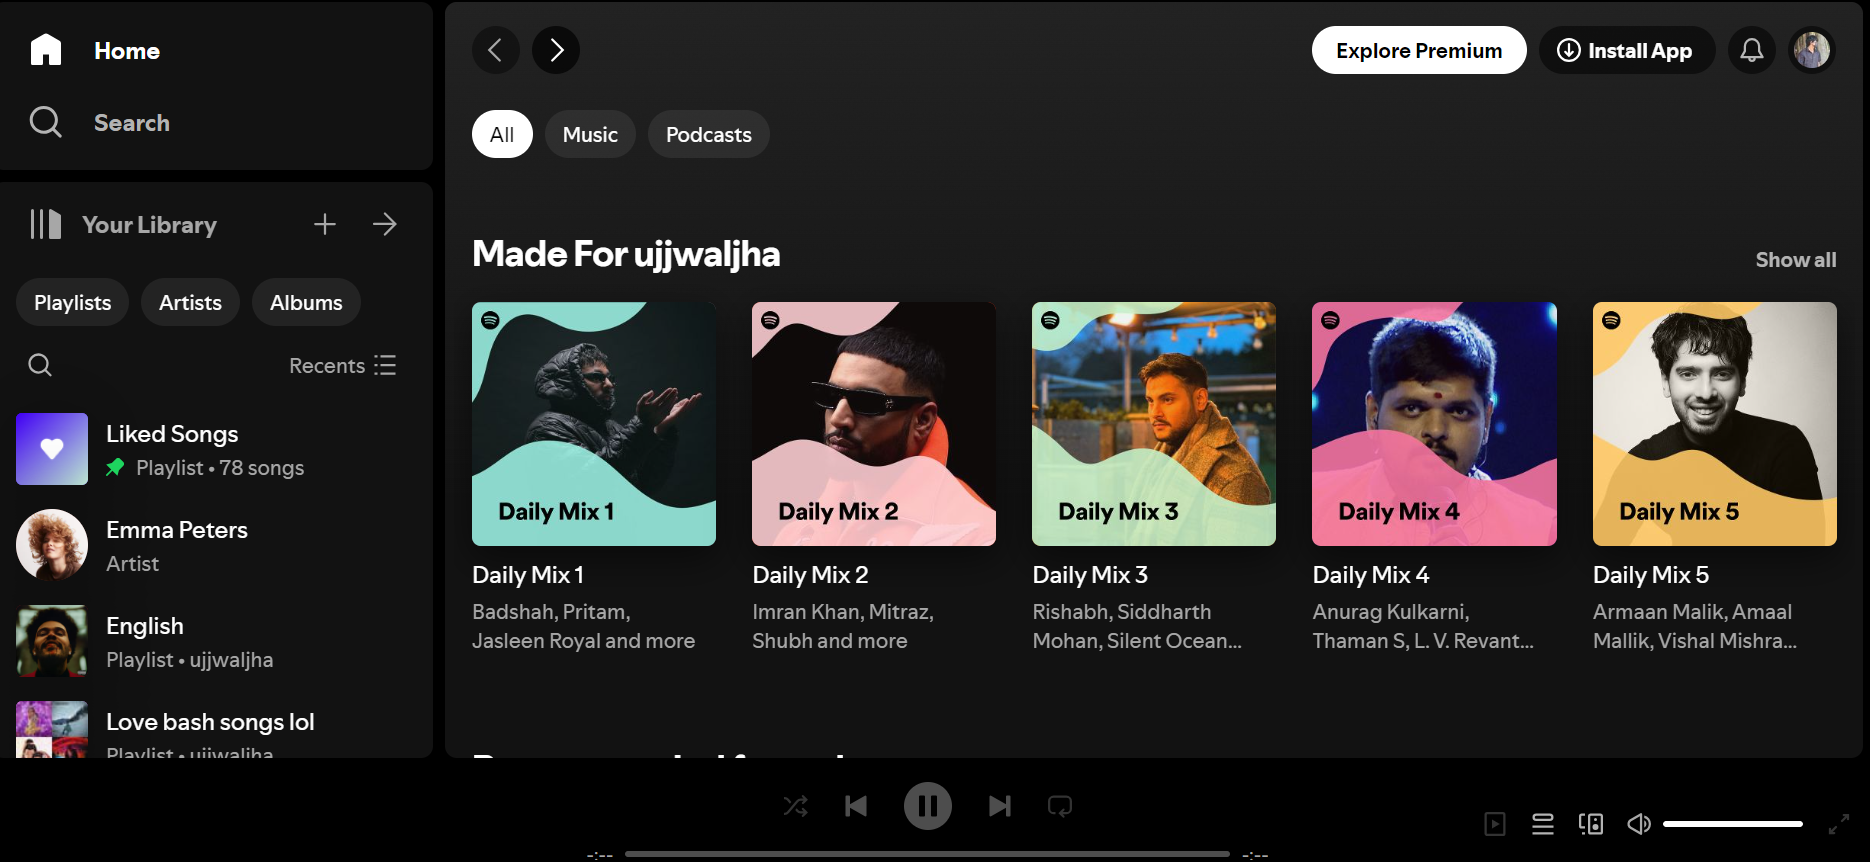 Home
Search
Your Library
Playlists
Artists
Albums
Recents
Liked Songs
Playlist • 78 songs
Emma Peters
Artist
English
Playlist • ujjwaljha
Love bash songs lol
Playlist • ujjwaljha
Explore Premium
Install App
All
Music
Podcasts
Made For ujjwaljha
Show all
Daily Mix 1
Daily Mix 2
Daily Mix 3
Daily Mix 4
Daily Mix 5
Daily Mix 1
Badshah, Pritam,
Jasleen Royal and more
Daily Mix 2
Imran Khan, Mitraz,
Shubh and more
Daily Mix 3
Rishabh, Siddharth
Mohan, Silent Ocean...
Daily Mix 4
Anurag Kulkarni,
Thaman S, L. V. Revant...
Daily Mix 5
Armaan Malik, Amaal
Mallik, Vishal Mishra...
-:--
-:--